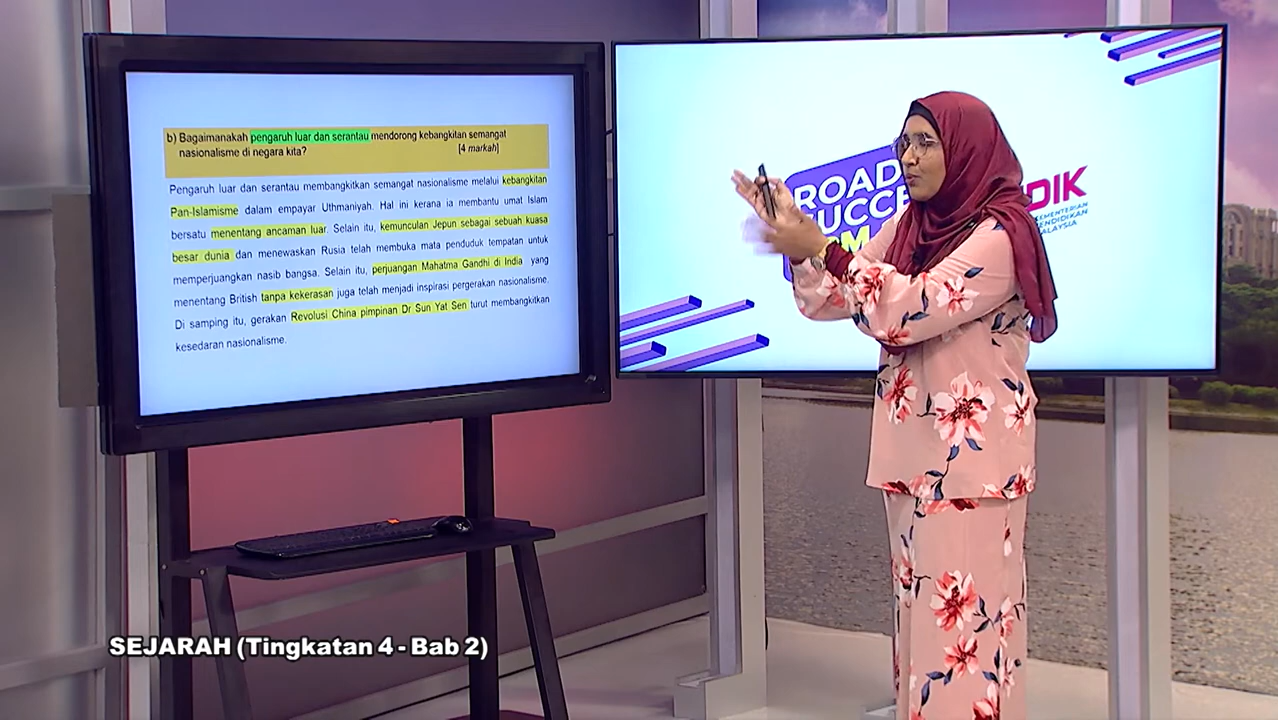 b) Bagaimanakah pengaruh luar dan serantau mendorong kebangkitan semangat
nasionalisme di negara kita? [4 markah]
Pengaruh luar dan serantau membangkitkan semangat nasionalisme melalui kebangkitan
Pan-Islamisme dalam empayar Uthmaniyah. Hal ini kerana ia membantu umat Islam
bersatu menentang ancaman luar. Selain itu, kemunculan Jepun sebagai sebuah kuasa
besar dunia dan menewaskan Rusia telah membuka mata penduduk tempatan untuk
memperjuangkan nasib bangsa. Selain itu, perjuangan Mahatma Gandhi di India yang
menentang British tanpa kekerasan juga telah menjadi inspirasi pergerakan nasionalisme.
Di samping itu, gerakan Revolusi China pimpinan Dr Sun Yat Sen turut membangkitkan
kesedaran nasionalisme.
ROAD
SUCCE
M
DIK
KEMENTERIAN
PENDIDIKAN
MALAYSIA
SEJARAH (Tingkatan 4 - Bab 2)